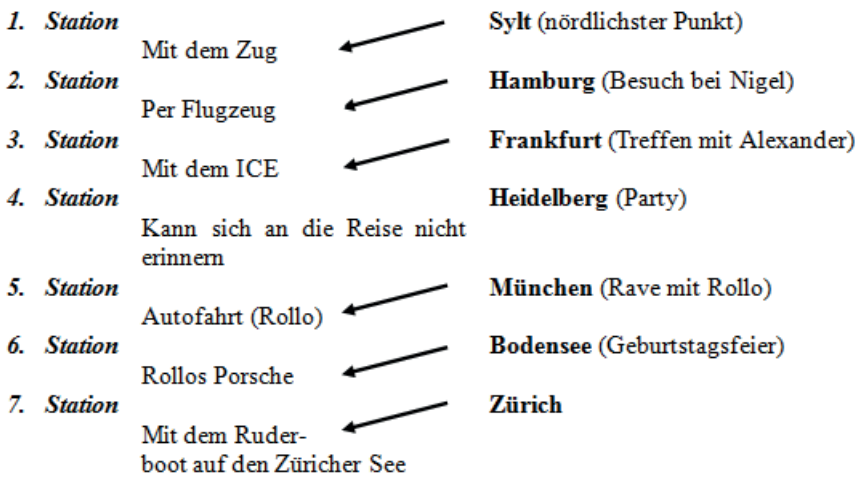 1. Station Sylt (nördlichster Punkt)
Mit dem Zug
2. Station Hamburg (Besuch bei Nigel)
Per Flugzeug
3. Station Frankfurt (Treffen mit Alexander)
Mit dem ICE
4. Station Heidelberg (Party)
Kann sich an die Reise nicht
erinnern
5. Station München (Rave mit Rollo)
Autofahrt (Rollo)
6. Station Bodensee (Geburtstagsfeier)
Rollos Porsche
7. Station Zürich
Mit dem Ruder-
boot auf den Züricher See